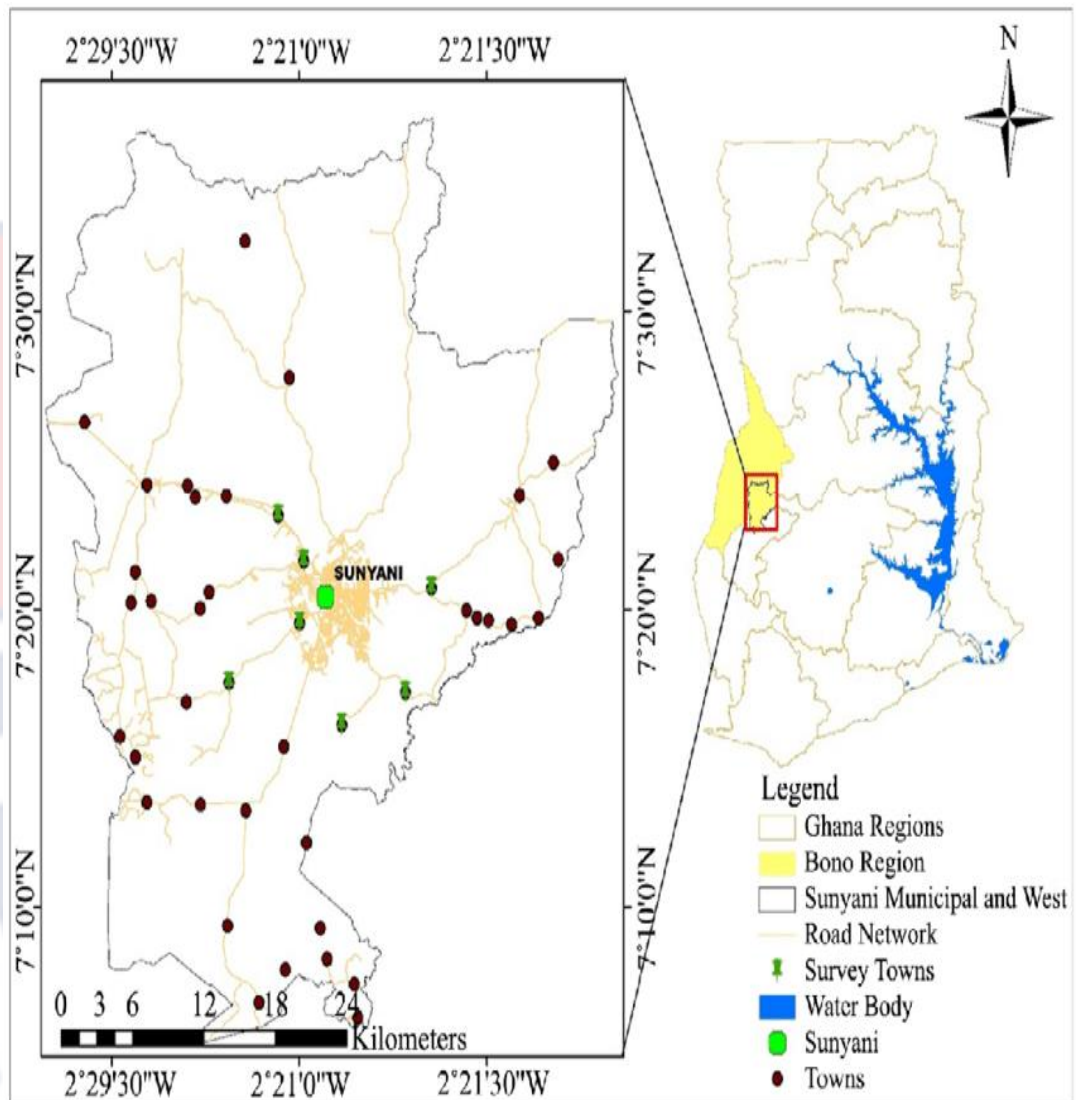 2°29'30"W 2°21'0"W 2°21'30"W
N
7°30'0"N 7°30'0"N
SUNYANI
7°20'0"N 7°20'0"N
7°10'0"N 7°10'0"N
0 3 6 12 18 24
Kilometers
2°29'30"W 2°21'0"W 2°21'30"W
Legend
Ghana Regions
Bono Region
Sunyani Municipal and West
Road Network
Survey Towns
Water Body
Sunyani
Towns